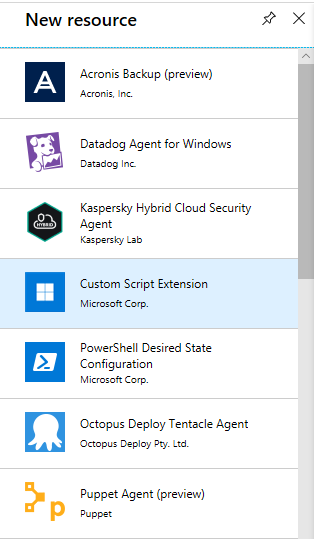 New resource
Acronis Backup (preview)
Acronis, Inc.
Datadog Agent for Windows
Datadog Inc.
Kaspersky Hybrid Cloud Security
Agent
Kaspersky Lab
HYBRID
Custom Script Extension
Microsoft Corp.
PowerShell Desired State
Configuration
Microsoft Corp.
Octopus Deploy Tentacle Agent
Octopus Deploy Pty. Ltd.
Puppet Agent (preview)
Puppet